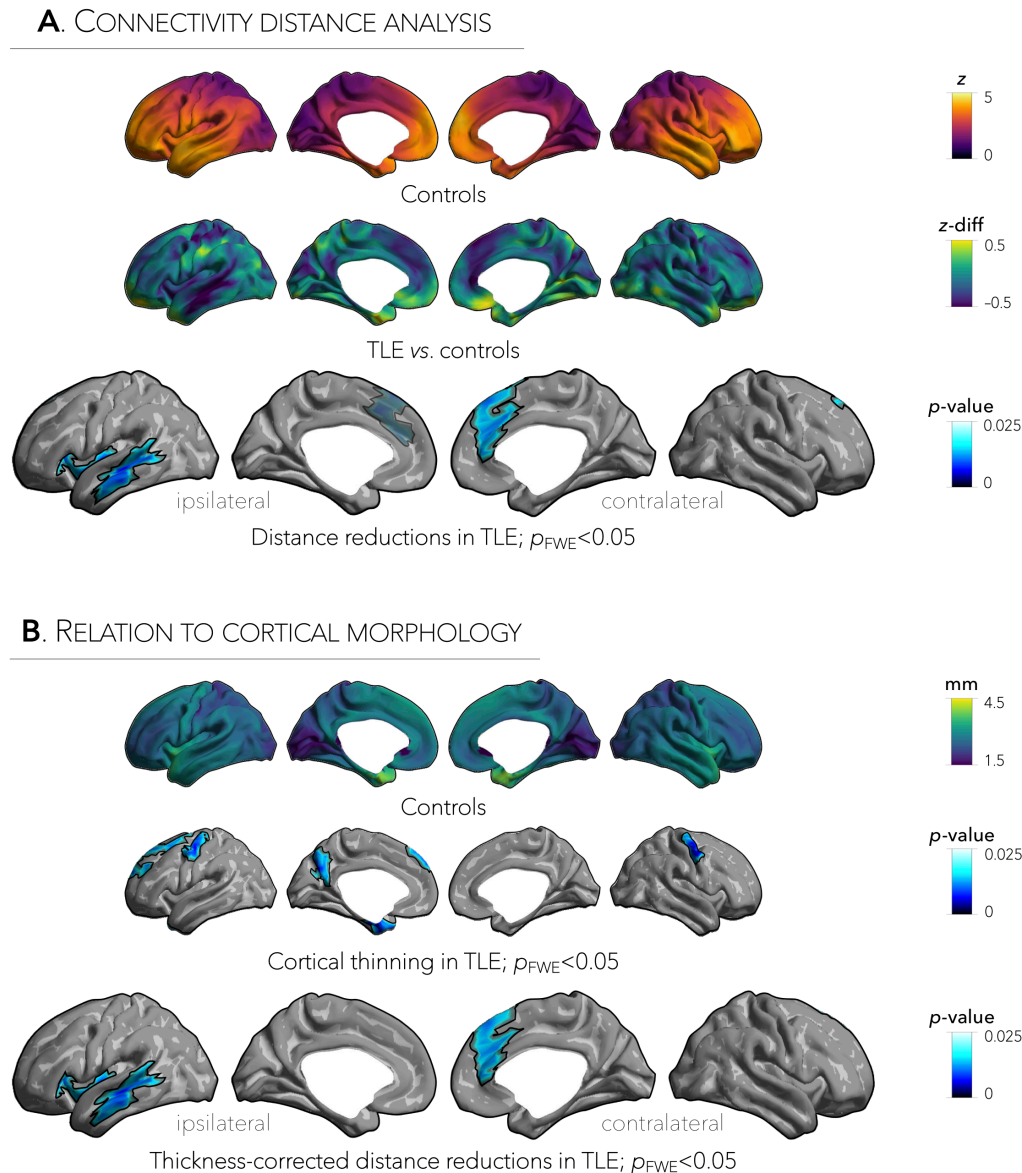 A. CONNECTIVITY DISTANCE ANALYSIS
z
5
0
Controls
z-diff
0.5
–0.5
TLE vs. controls
p-value
0.025
0
ipsilateral
contralateral
Distance reductions in TLE; pFWE<0.05
B. RELATION TO CORTICAL MORPHOLOGY
mm
4.5
1.5
Controls
p-value
0.025
0
Cortical thinning in TLE; pFWE<0.05
p-value
0.025
0
ipsilateral
contralateral
Thickness-corrected distance reductions in TLE; pFWE<0.05